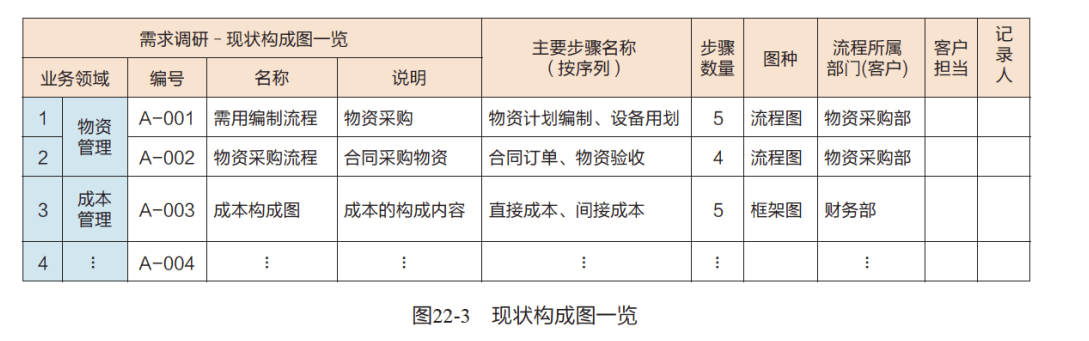 需求调研 - 现状构成图一览 主要步骤名称（按序列） 步骤数量 图种 流程所属部门(客户) 客户担当 记录人
业务领域 编号 名称 说明
1 物资管理 A-001 需用编制流程 物资采购 物资计划编制、设备用划 5 流程图 物资采购部
2 A-002 物资采购流程 合同采购物资 合同订单、物资验收 4 流程图 物资采购部
3 成本管理 A-003 成本构成图 成本的构成内容 直接成本、间接成本 5 框架图 财务部
4 ⋮ A-004 ⋮ ⋮ ⋮ ⋮ ⋮
图22-3 现状构成图一览